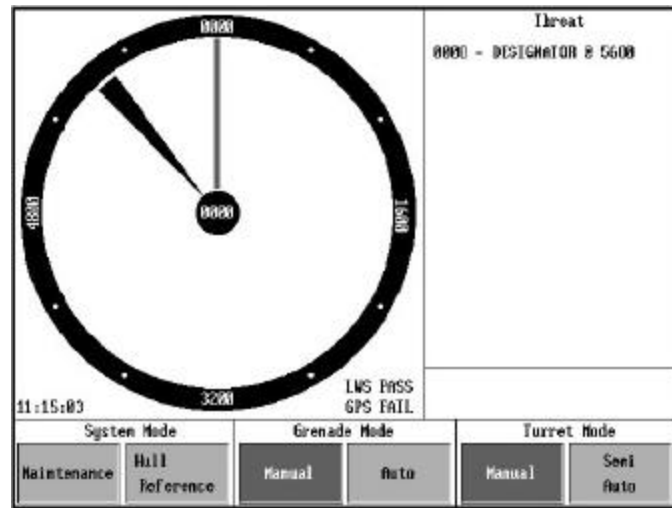 0000
Threat
0000 - DESIGNATOR @ 5600
4800
0000
1600
3200
11:15:03
LWS PASS
GPS FAIL
System Mode
Grenade Mode
Turret Mode
Maintenance
Hull
Reference
Manual
Auto
Manual
Semi
Auto